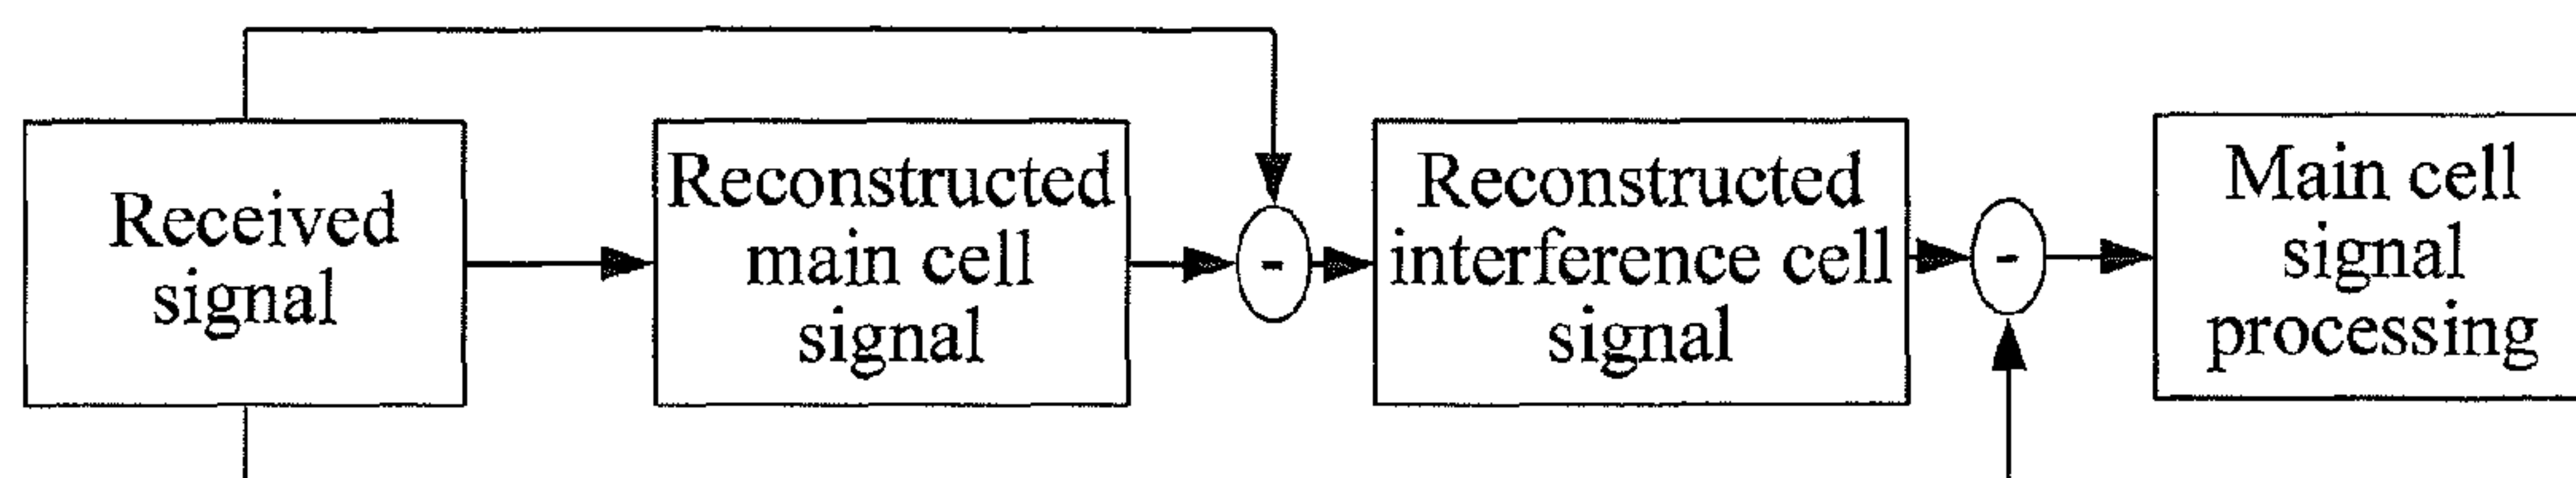 Received
signal
Reconstructed
main cell
signal
-
Reconstructed
interference cell
signal
-
Main cell
signal
processing